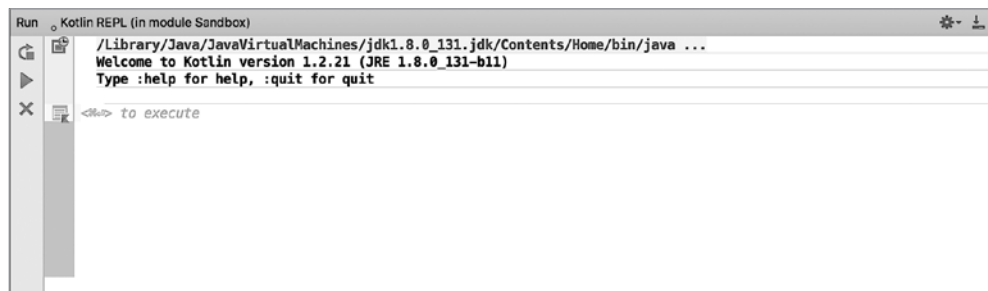 Run Kotlin REPL (in module Sandbox)
/Library/Java/JavaVirtualMachines/jdk1.8.0_131.jdk/Contents/Home/bin/java ...
Welcome to Kotlin version 1.2.21 (JRE 1.8.0_131-b11)
Type :help for help, :quit for quit
<⌘⏎> to execute